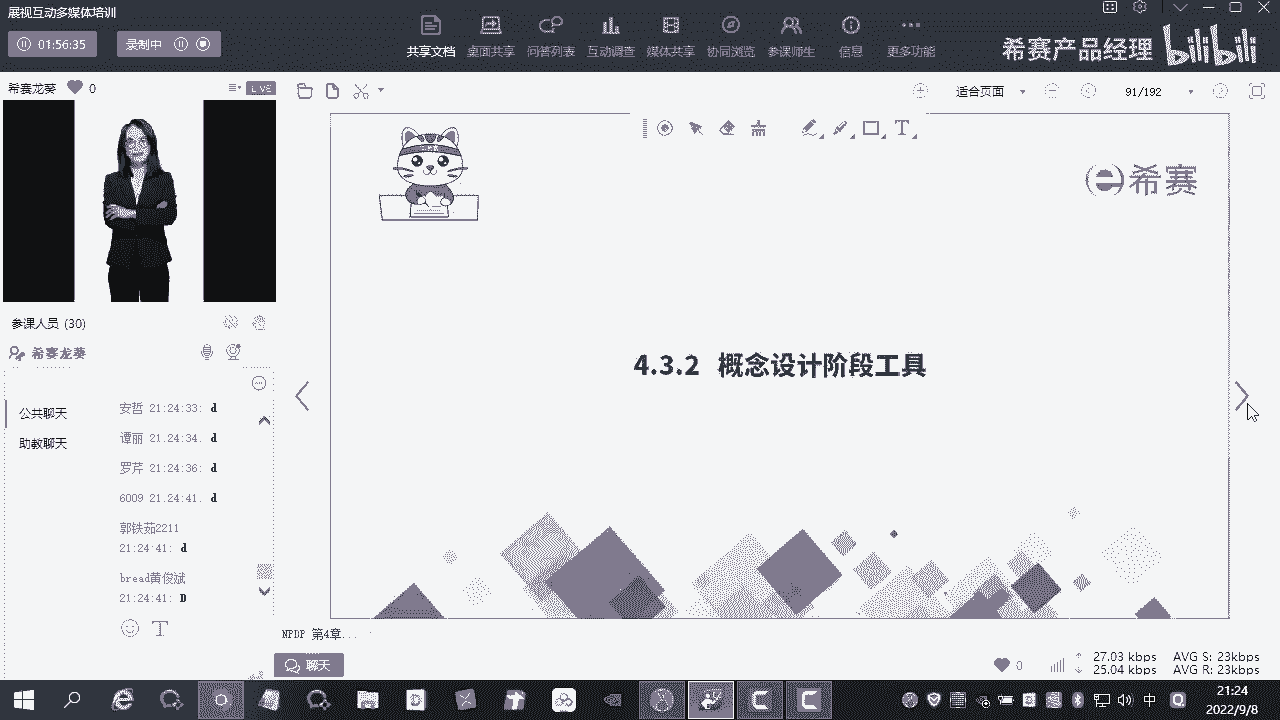 展视互动多媒体培训
01:56:35
录制中
共享文档
桌面共享
问答列表
互动调查
媒体共享
协同浏览
参课师生
信息
更多功能
希赛产品经理 bilibili
希赛龙葵
0
LIVE
适合页面
91/192
希赛
参课人员 (30)
希赛龙葵
4.3.2 概念设计阶段工具
公共聊天
助教聊天
安哲 21:24:33: d
谭丽 21:24:34. d
罗芹 21:24:36: d
6009 21:24:41. d
郭铁茹2211
21:24:41: d
bread黄俊斌
21:24:41: D
NPDP 第4章...
聊天
0
27.03 kbps
AVG S: 23kbps
25.04 kbps
AVG R: 23kbps
中
21:24
2022/9/8